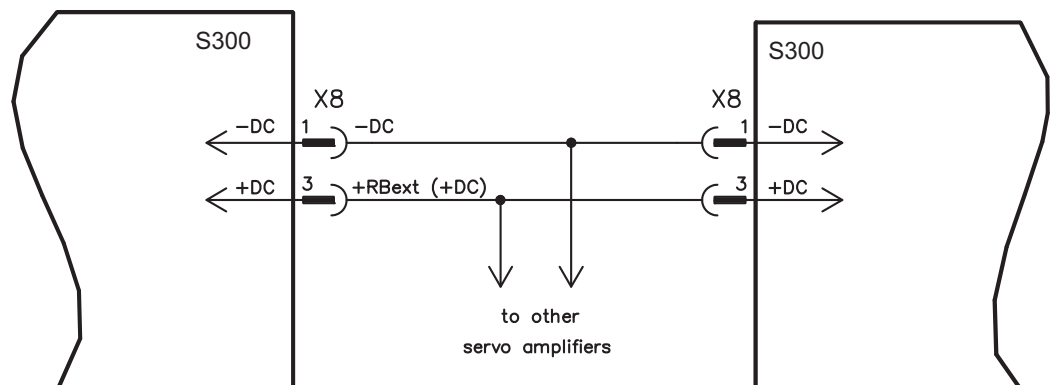 S300
S300
X8
X8
−DC 1 −DC
1 −DC
+DC 3 +RBext (+DC)
3 +DC
to other
servo amplifiers